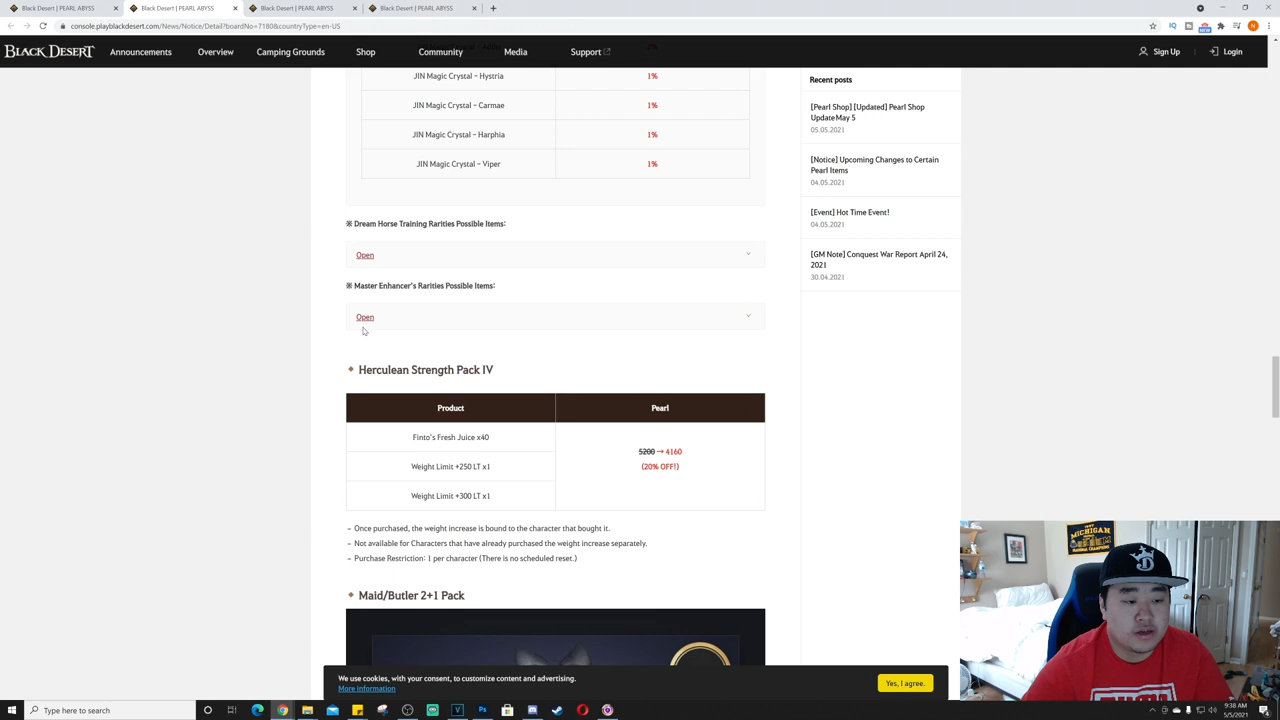 Black Desert | PEARL ABYSS
Black Desert | PEARL ABYSS
Black Desert | PEARL ABYSS
Black Desert | PEARL ABYSS
console.playblackdesert.com/News/Notice/Detail?boardNo=7180&countryType=en-US
BLACK DESERT
Announcements
Overview
Camping Grounds
Shop
Community
Media
Support
Sign Up
Login
JIN Magic Crystal – Hystria 1%
JIN Magic Crystal – Carmae 1%
JIN Magic Crystal – Harphia 1%
JIN Magic Crystal – Viper 1%
※ Dream Horse Training Rarities Possible Items:
Open
※ Master Enhancer's Rarities Possible Items:
Open
Herculean Strength Pack IV
Product Pearl
Finto's Fresh Juice x40
Weight Limit +250 LT x1
Weight Limit +300 LT x1
5200 → 4160
(20% OFF!)
– Once purchased, the weight increase is bound to the character that bought it.
– Not available for Characters that have already purchased the weight increase separately.
– Purchase Restriction: 1 per character (There is no scheduled reset.)
Maid/Butler 2+1 Pack
Recent posts
[Pearl Shop] [Updated] Pearl Shop
Update May 5
05.05.2021
[Notice] Upcoming Changes to Certain
Pearl Items
04.05.2021
[Event] Hot Time Event!
04.05.2021
[GM Note] Conquest War Report April 24,
2021
30.04.2021
We use cookies, with your consent, to customize content and advertising.
More information
Yes, I agree.
MICHIGAN
NATIONAL CHAMPIONS
Type here to search
9:38 AM
5/5/2021